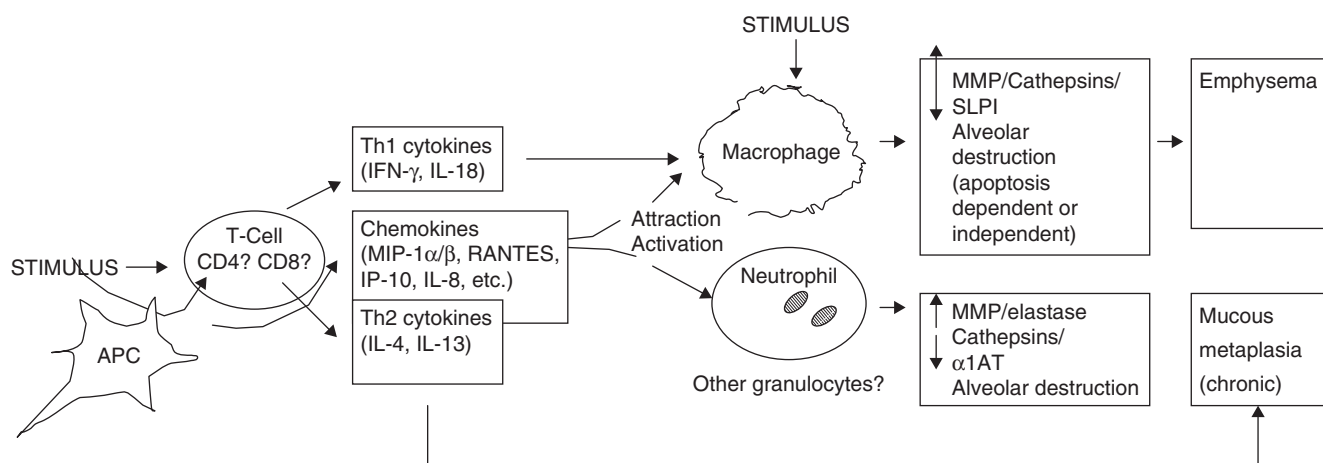 STIMULUS
APC
T-Cell
CD4? CD8?
Th1 cytokines
(IFN-γ, IL-18)
Chemokines
(MIP-1α/β, RANTES,
IP-10, IL-8, etc.)
Th2 cytokines
(IL-4, IL-13)
Attraction
Activation
STIMULUS
Macrophage
Neutrophil
Other granulocytes?
MMP/Cathepsins/
SLPI
Alveolar
destruction
(apoptosis
dependent or
independent)
MMP/elastase
Cathepsins/
α1AT
Alveolar destruction
Emphysema
Mucous
metaplasia
(chronic)